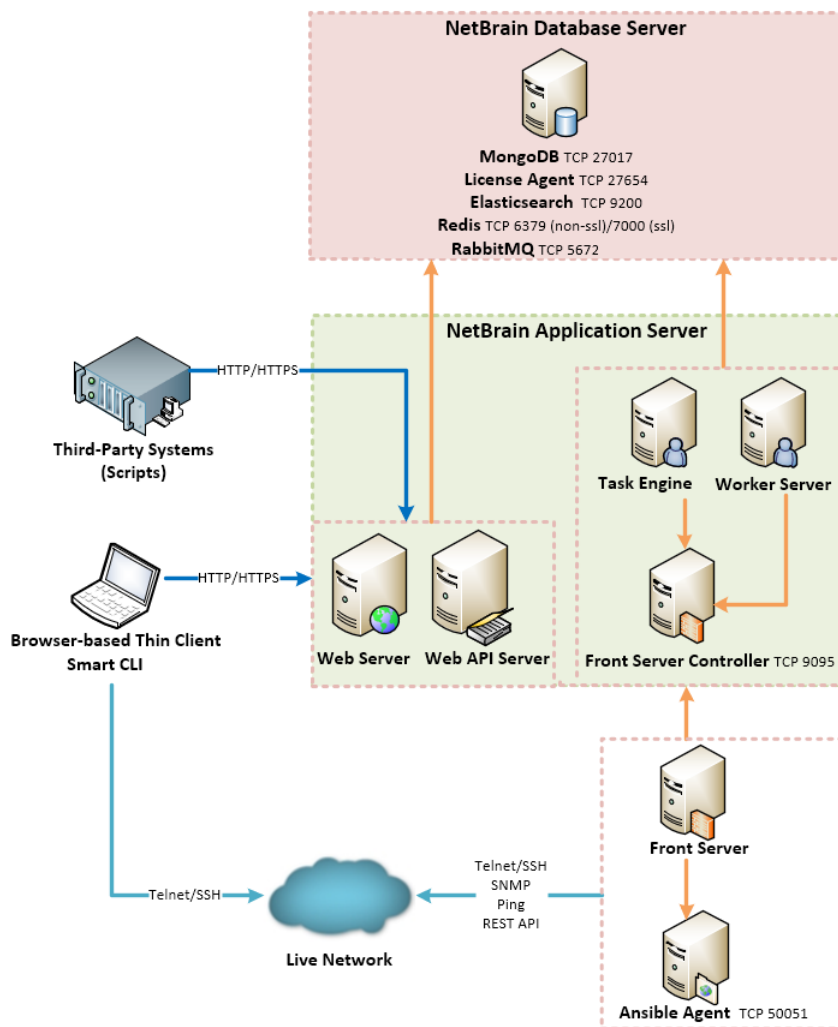 NetBrain Database Server
MongoDB TCP 27017
License Agent TCP 27654
Elasticsearch TCP 9200
Redis TCP 6379 (non-ssl)/7000 (ssl)
RabbitMQ TCP 5672
NetBrain Application Server
HTTP/HTTPS
Third-Party Systems
(Scripts)
Task Engine
Worker Server
HTTP/HTTPS
Browser-based Thin Client
Smart CLI
Web Server
Web API Server
Front Server Controller TCP 9095
Front Server
Telnet/SSH
Telnet/SSH
SNMP
Ping
REST API
Live Network
Ansible Agent TCP 50051